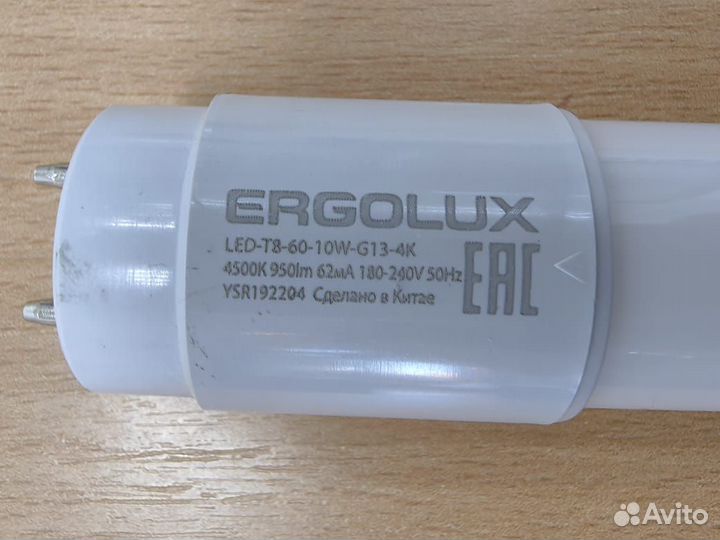 ERGOLUX
LED-T8-60-10W-G13-4K
4500K 950lm 62мА 180-240V 50Hz
YSR192204 Сделано в Китае
EAC
Avito